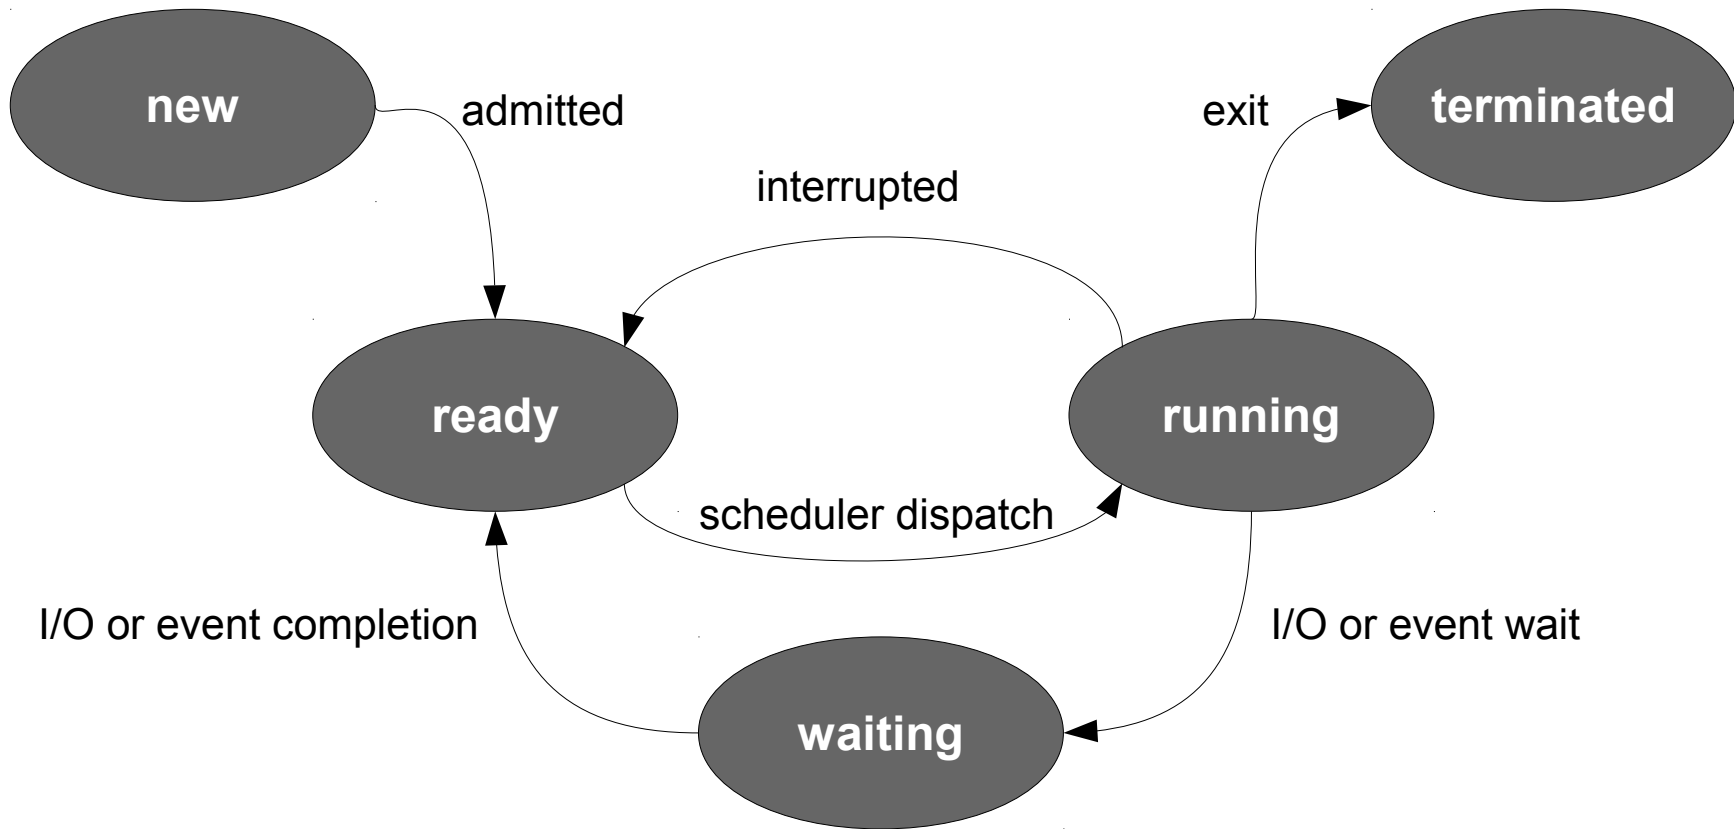 new
admitted
exit
terminated
interrupted
ready
running
scheduler dispatch
I/O or event completion
I/O or event wait
waiting